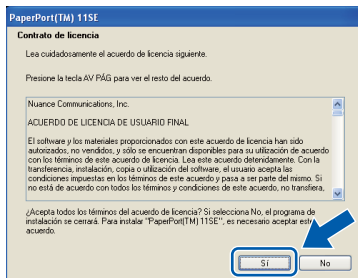 PaperPort(TM) 11SE
Contrato de licencia
Lea cuidadosamente el acuerdo de licencia siguiente.
Presione la tecla AV PÁG para ver el resto del acuerdo.
Nuance Communications, Inc.
ACUERDO DE LICENCIA DE USUARIO FINAL
El software y los materiales proporcionados con este acuerdo de licencia han sido
autorizados, no vendidos, y sólo se encuentran disponibles para su utilización de acuerdo
con los términos de este acuerdo de licencia. Lea este acuerdo detenidamente. Con la
transferencia, instalación, copia o utilización del software, el usuario acepta las
condiciones impuestas en los términos de este acuerdo y pasa a ser parte del mismo. Si
no está de acuerdo con todos los términos y condiciones de este acuerdo, no transfiera,
¿Acepta todos los términos del acuerdo de licencia? Si selecciona No, el programa de
instalación se cerrará. Para instalar "PaperPort(TM) 11SE", es necesario aceptar este
acuerdo.
Sí
No